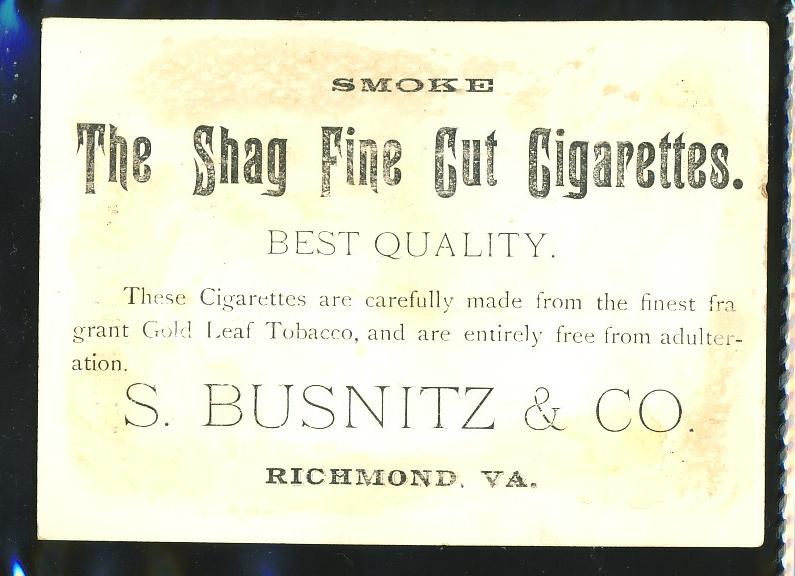 SMOKE
The Shag Fine Cut Cigarettes.
BEST QUALITY.
These Cigarettes are carefully made from the finest fra
grant Gold Leaf Tobacco, and are entirely free from adulter-
ation.
S. BUSNITZ & CO.
RICHMOND, VA.